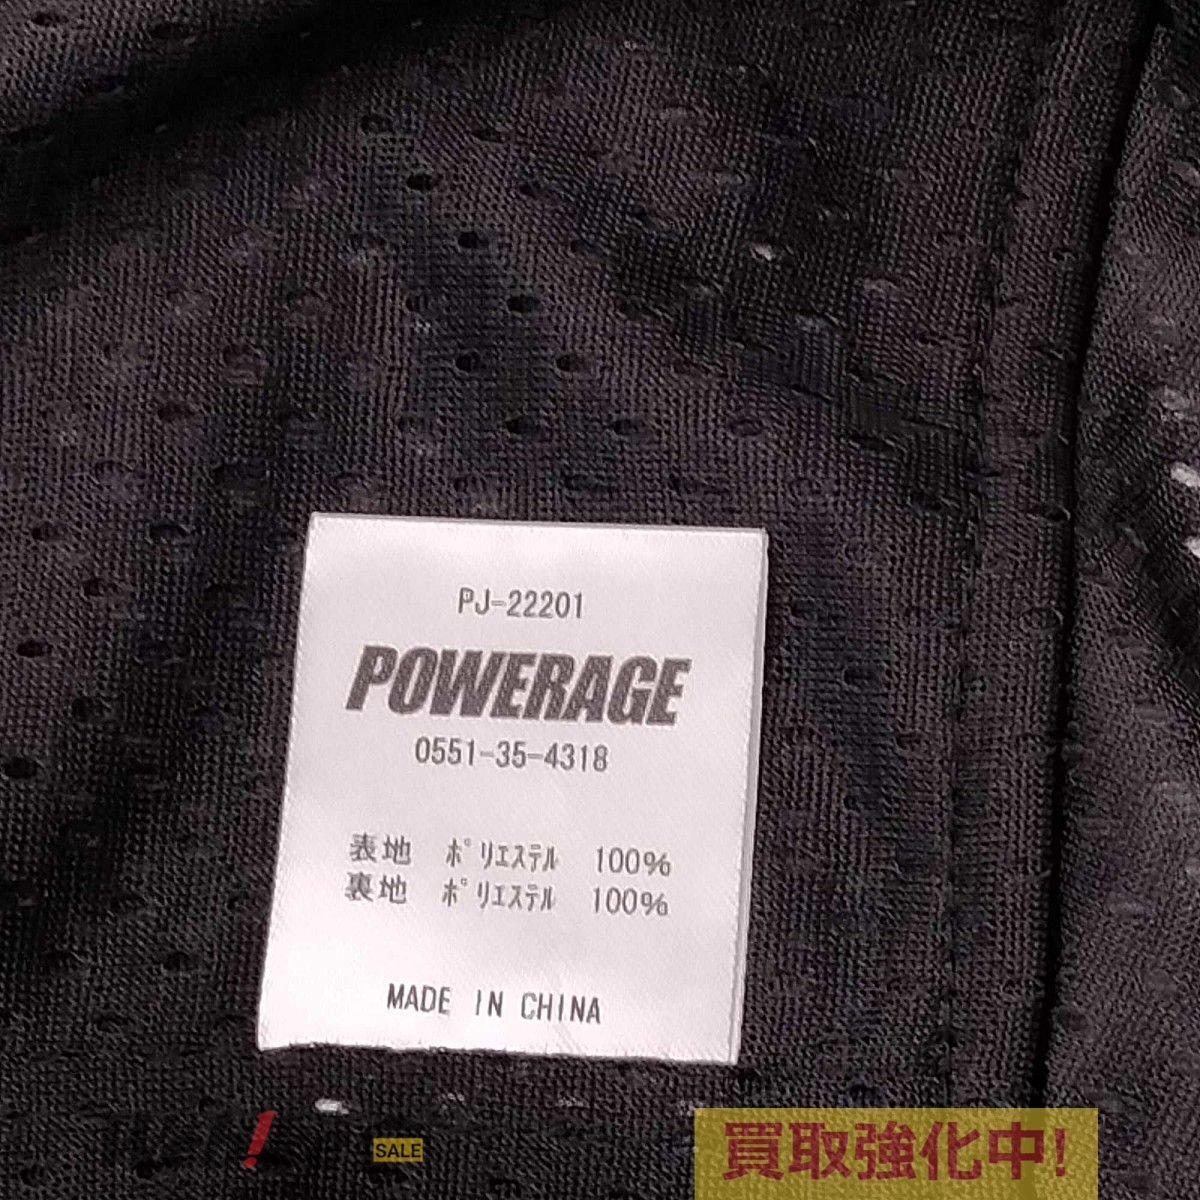 PJ-22201
POWERAGE
0551-35-4318
表地 ポリエステル 100%
裏地 ポリエステル 100%
MADE IN CHINA
!
SALE
買取強化中!